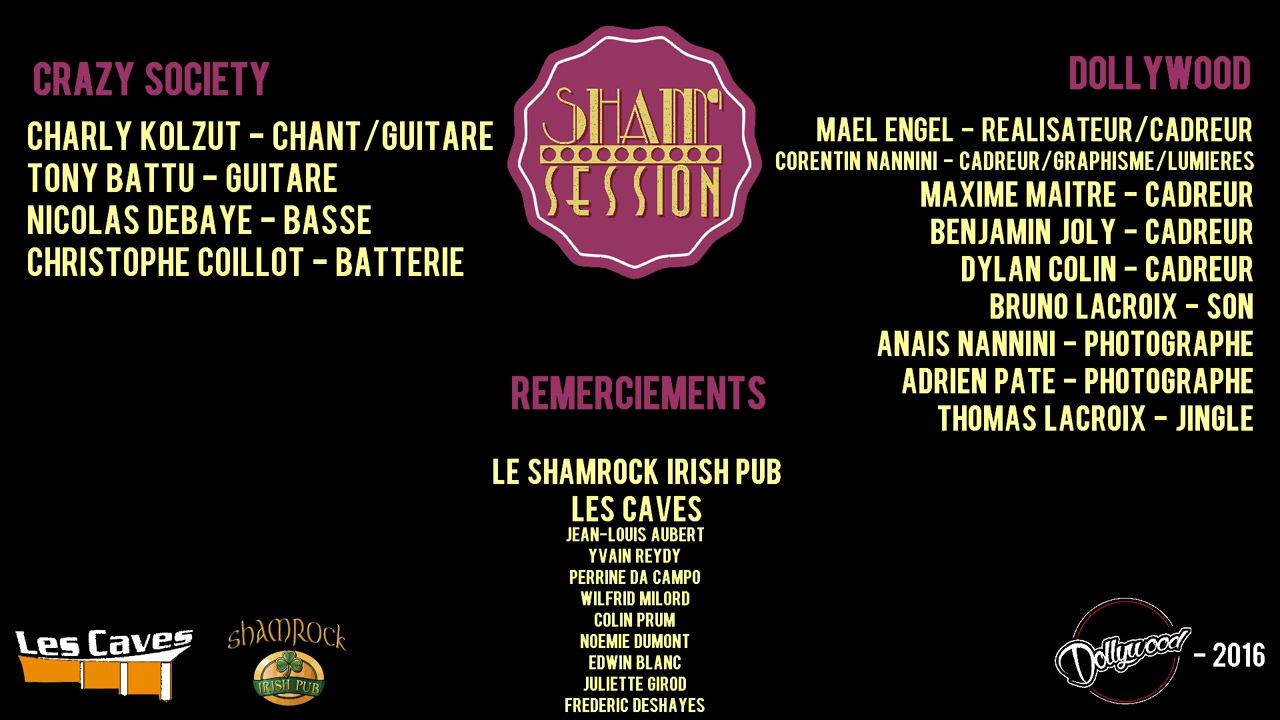 CRAZY SOCIETY
CHARLY KOLZUT - CHANT/GUITARE
TONY BATTU - GUITARE
NICOLAS DEBAYE - BASSE
CHRISTOPHE COILLOT - BATTERIE
SHAM'
SESSION
DOLLYWOOD
MAEL ENGEL - REALISATEUR/CADREUR
CORENTIN NANNINI - CADREUR/GRAPHISME/LUMIERES
MAXIME MAITRE - CADREUR
BENJAMIN JOLY - CADREUR
DYLAN COLIN - CADREUR
BRUNO LACROIX - SON
ANAIS NANNINI - PHOTOGRAPHE
ADRIEN PATE - PHOTOGRAPHE
THOMAS LACROIX - JINGLE
REMERCIEMENTS
LE SHAMROCK IRISH PUB
LES CAVES
JEAN-LOUIS AUBERT
YVAIN REYDY
PERRINE DA CAMPO
WILFRID MILORD
COLIN PRUM
NOEMIE DUMONT
EDWIN BLANC
JULIETTE GIROD
FREDERIC DESHAYES
Les Caves
SHAMROCK
IRISH PUB
Dollywood - 2016